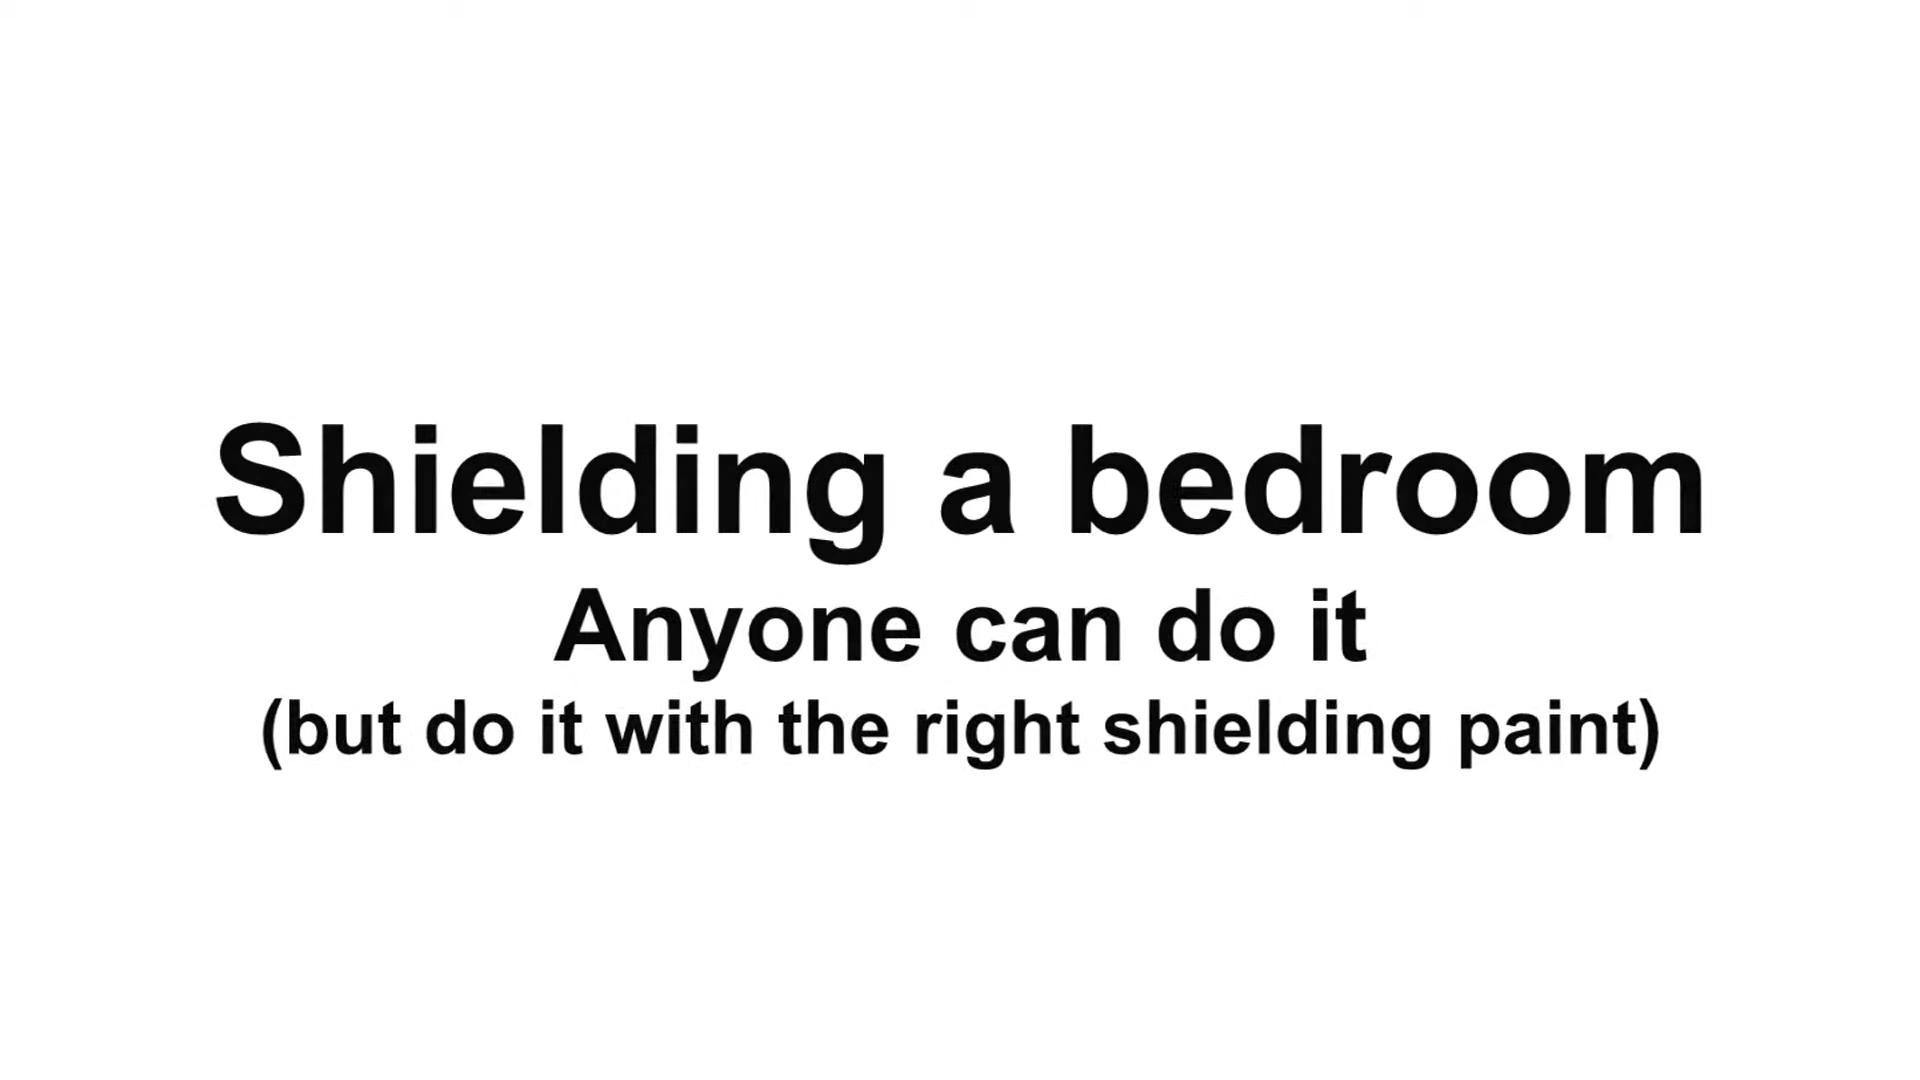 Shielding a bedroom
Anyone can do it
(but do it with the right shielding paint)